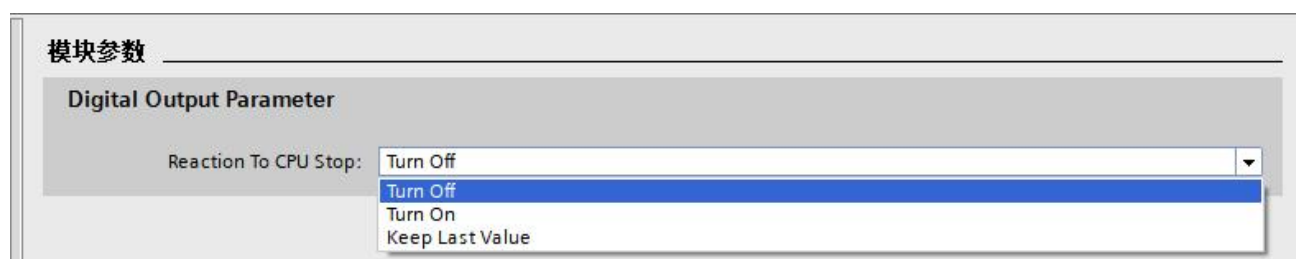 模块参数
Digital Output Parameter
Reaction To CPU Stop: Turn Off
Turn Off
Turn On
Keep Last Value